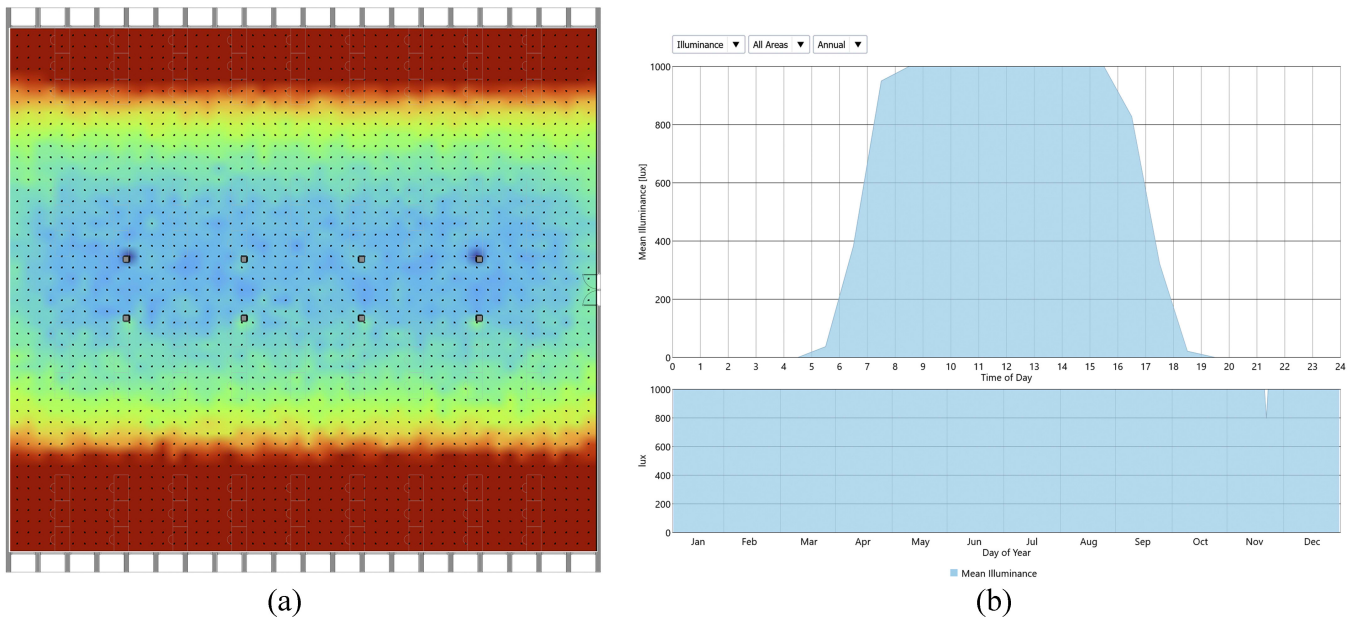 Illuminance ▼ All Areas ▼ Annual ▼
1000
800
600
400
200
0
Mean Illuminance [lux]
0 1 2 3 4 5 6 7 8 9 10 11 12 13 14 15 16 17 18 19 20 21 22 23 24
Time of Day
1000
800
600
400
200
0
lux
Jan Feb Mar Apr May Jun Jul Aug Sep Oct Nov Dec
Day of Year
Mean Illuminance
(a) (b)